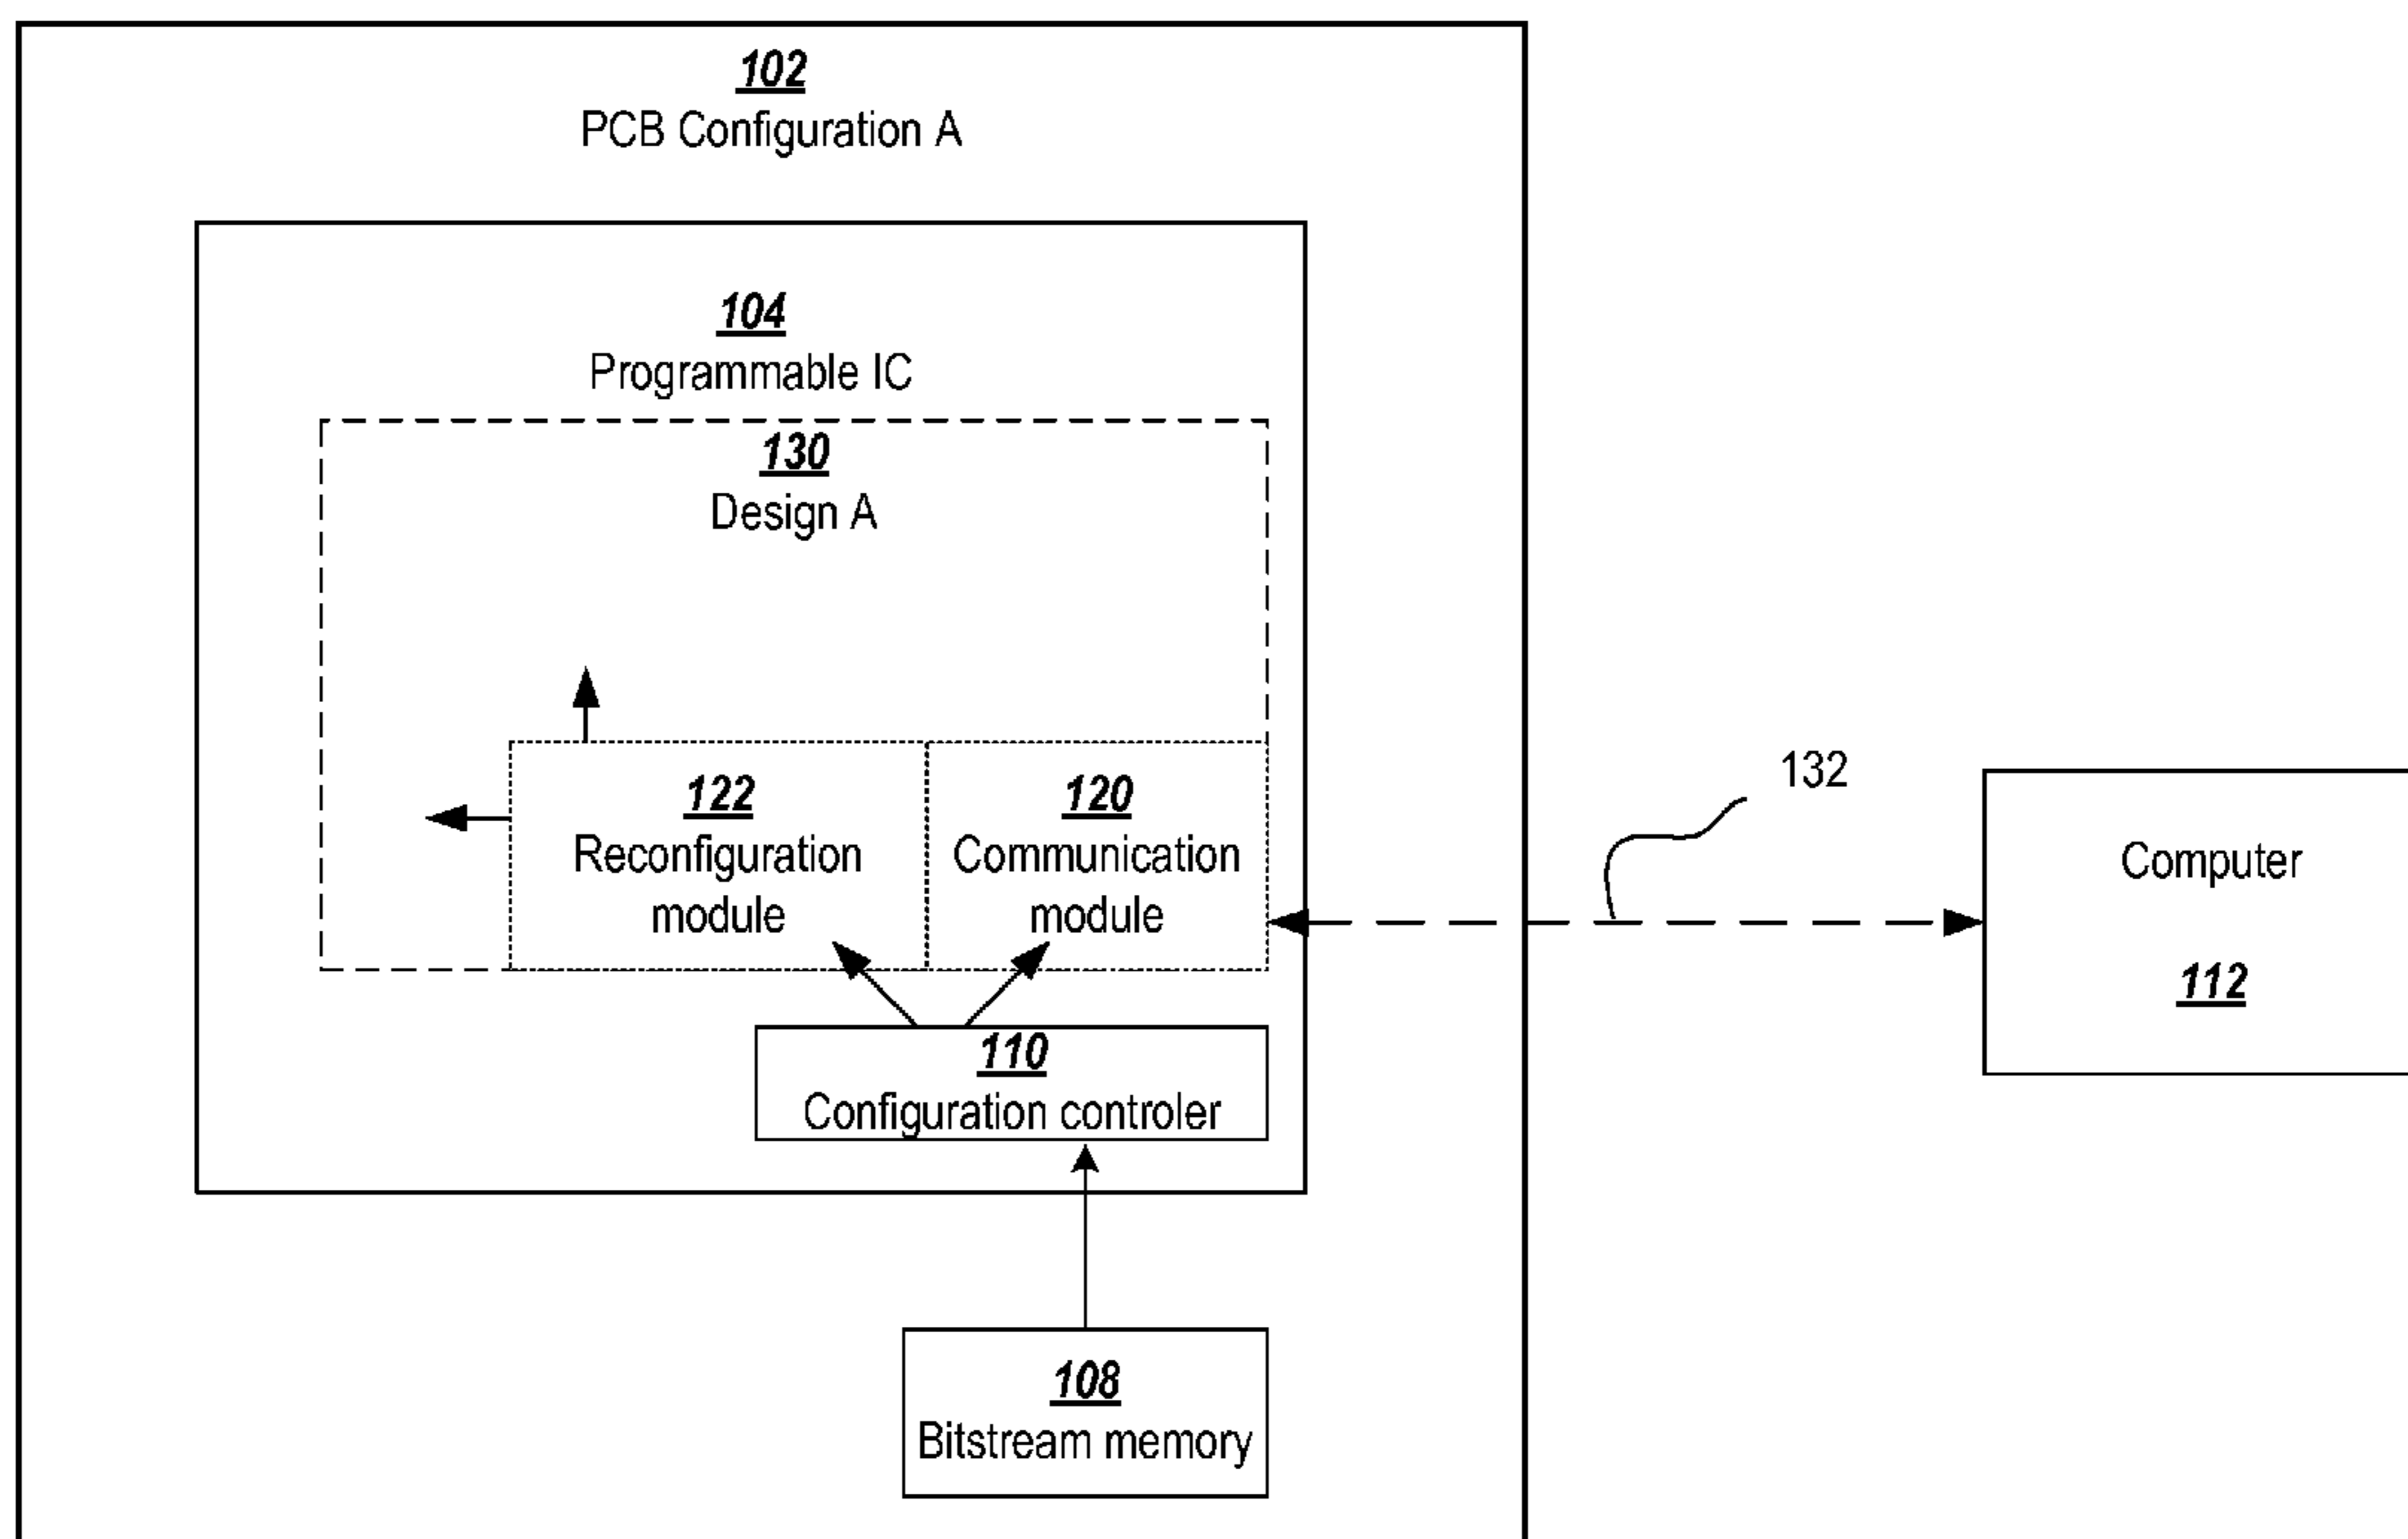 102
PCB Configuration A
104
Programmable IC
130
Design A
122
Reconfiguration
module
120
Communication
module
132
Computer
112
110
Configuration controler
108
Bitstream memory